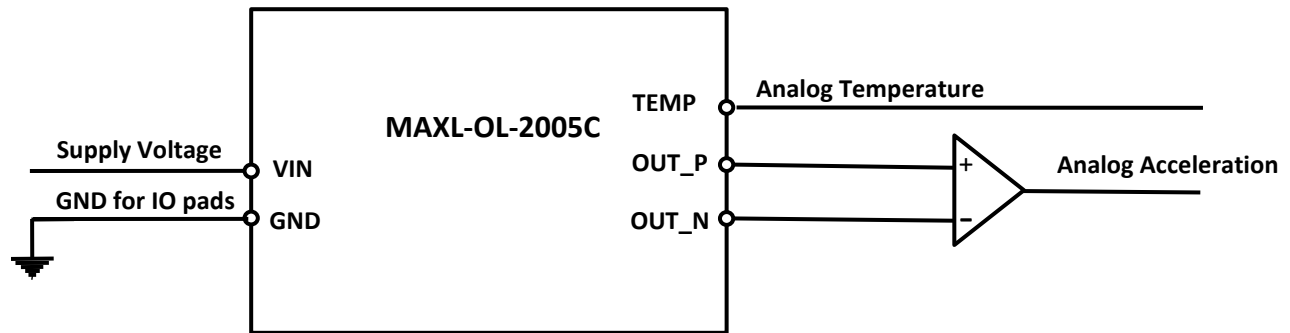 TEMP
Analog Temperature
MAXL-OL-2005C
Supply Voltage
VIN
OUT_P
+
Analog Acceleration
GND for IO pads
GND
OUT_N
−